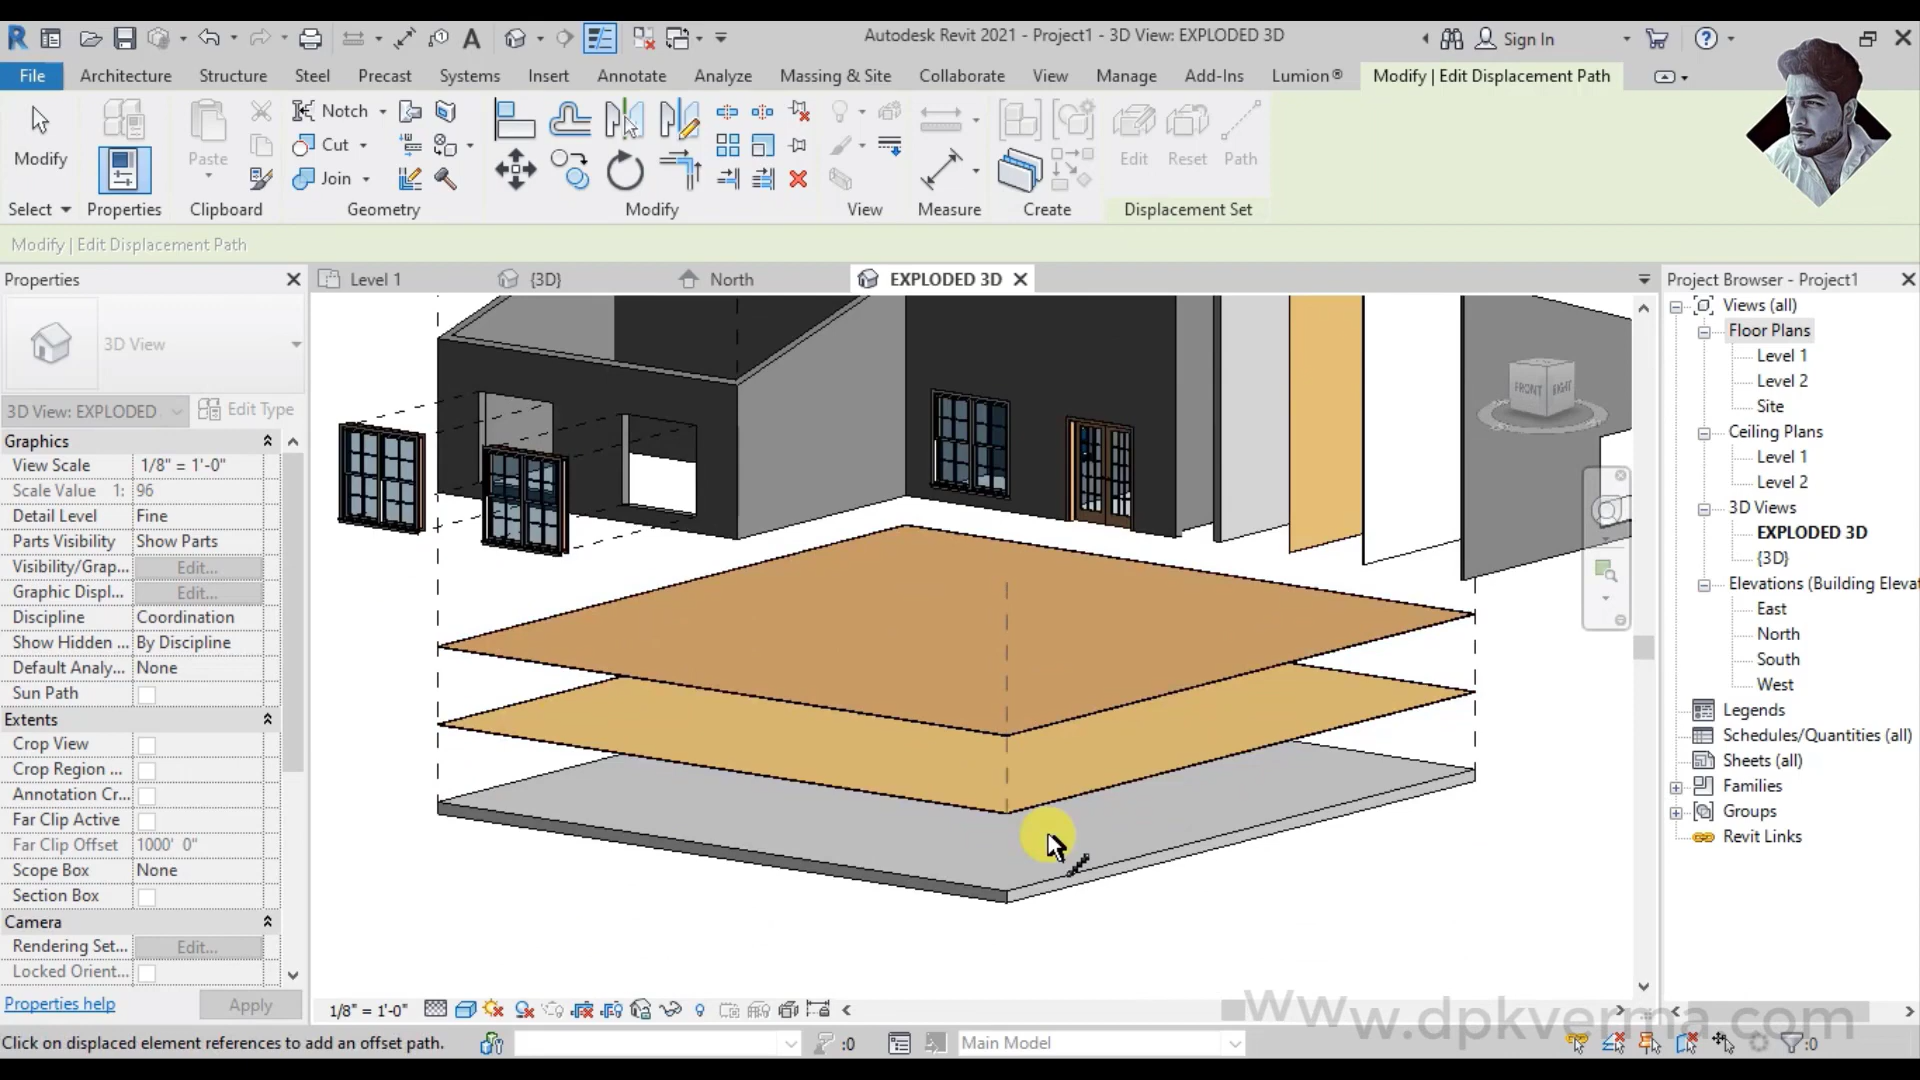 Autodesk Revit 2021 - Project1 - 3D View: EXPLODED 3D
Sign In
File Architecture Structure Steel Precast Systems Insert Annotate Analyze Massing & Site Collaborate View Manage Add-Ins Lumion® Modify | Edit Displacement Path
Modify Paste Notch Cut Join Edit Reset Path
Select Properties Clipboard Geometry Modify View Measure Create Displacement Set
Modify | Edit Displacement Path
Properties
Level 1 {3D} North EXPLODED 3D
Project Browser - Project1
3D View
3D View: EXPLODED Edit Type
Graphics
View Scale 1/8" = 1'-0"
Scale Value 1: 96
Detail Level Fine
Parts Visibility Show Parts
Visibility/Grap... Edit...
Graphic Displ... Edit...
Discipline Coordination
Show Hidden ... By Discipline
Default Analy... None
Sun Path
Extents
Crop View
Crop Region ...
Annotation Cr...
Far Clip Active
Far Clip Offset 1000' 0"
Scope Box None
Section Box
Camera
Rendering Set... Edit...
Locked Orient...
Properties help Apply
FRONT RIGHT
Views (all)
Floor Plans
Level 1
Level 2
Site
Ceiling Plans
Level 1
Level 2
3D Views
EXPLODED 3D
{3D}
Elevations (Building Eleva
East
North
South
West
Legends
Schedules/Quantities (all)
Sheets (all)
Families
Groups
Revit Links
1/8" = 1'-0"
www.dpkverma.com
Click on displaced element references to add an offset path.
:0
Main Model
:0